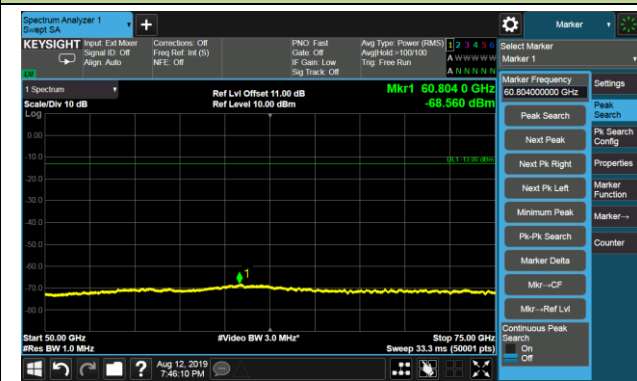 Spectrum Analyzer 1
Swept SA
+
Marker
KEYSIGHT
Input: Ext Mixer
Signal ID: Off
Align: Auto
Corrections: Off
Freq Ref: Int (S)
NFE: Off
PNO: Fast
Gate: Off
IF Gain: Low
Sig Track: Off
Avg Type: Power (RMS)
Avg|Hold:>100/100
Trig: Free Run
1 2 3 4 5 6
A W W W W W
A N N N N N
Select Marker
Marker 1
1 Spectrum
Scale/Div 10 dB
Log
Ref Lvl Offset 11.00 dB
Ref Level 10.00 dBm
Mkr1 60.804 0 GHz
-68.560 dBm
0.00
-10.0
DL1 -13.00 dBm
-20.0
-30.0
-40.0
-50.0
-60.0
1
-70.0
-80.0
Start 50.00 GHz
#Res BW 1.0 MHz
#Video BW 3.0 MHz*
Stop 75.00 GHz
Sweep 33.3 ms (50001 pts)
Marker Frequency
60.804000000 GHz
Peak Search
Next Peak
Next Pk Right
Next Pk Left
Minimum Peak
Pk-Pk Search
Marker Delta
Mkr→CF
Mkr→Ref Lvl
Continuous Peak
Search
On
Off
Settings
Peak
Search
Pk Search
Config
Properties
Marker
Function
Marker→
Counter
?
Aug 12, 2019
7:46:10 PM